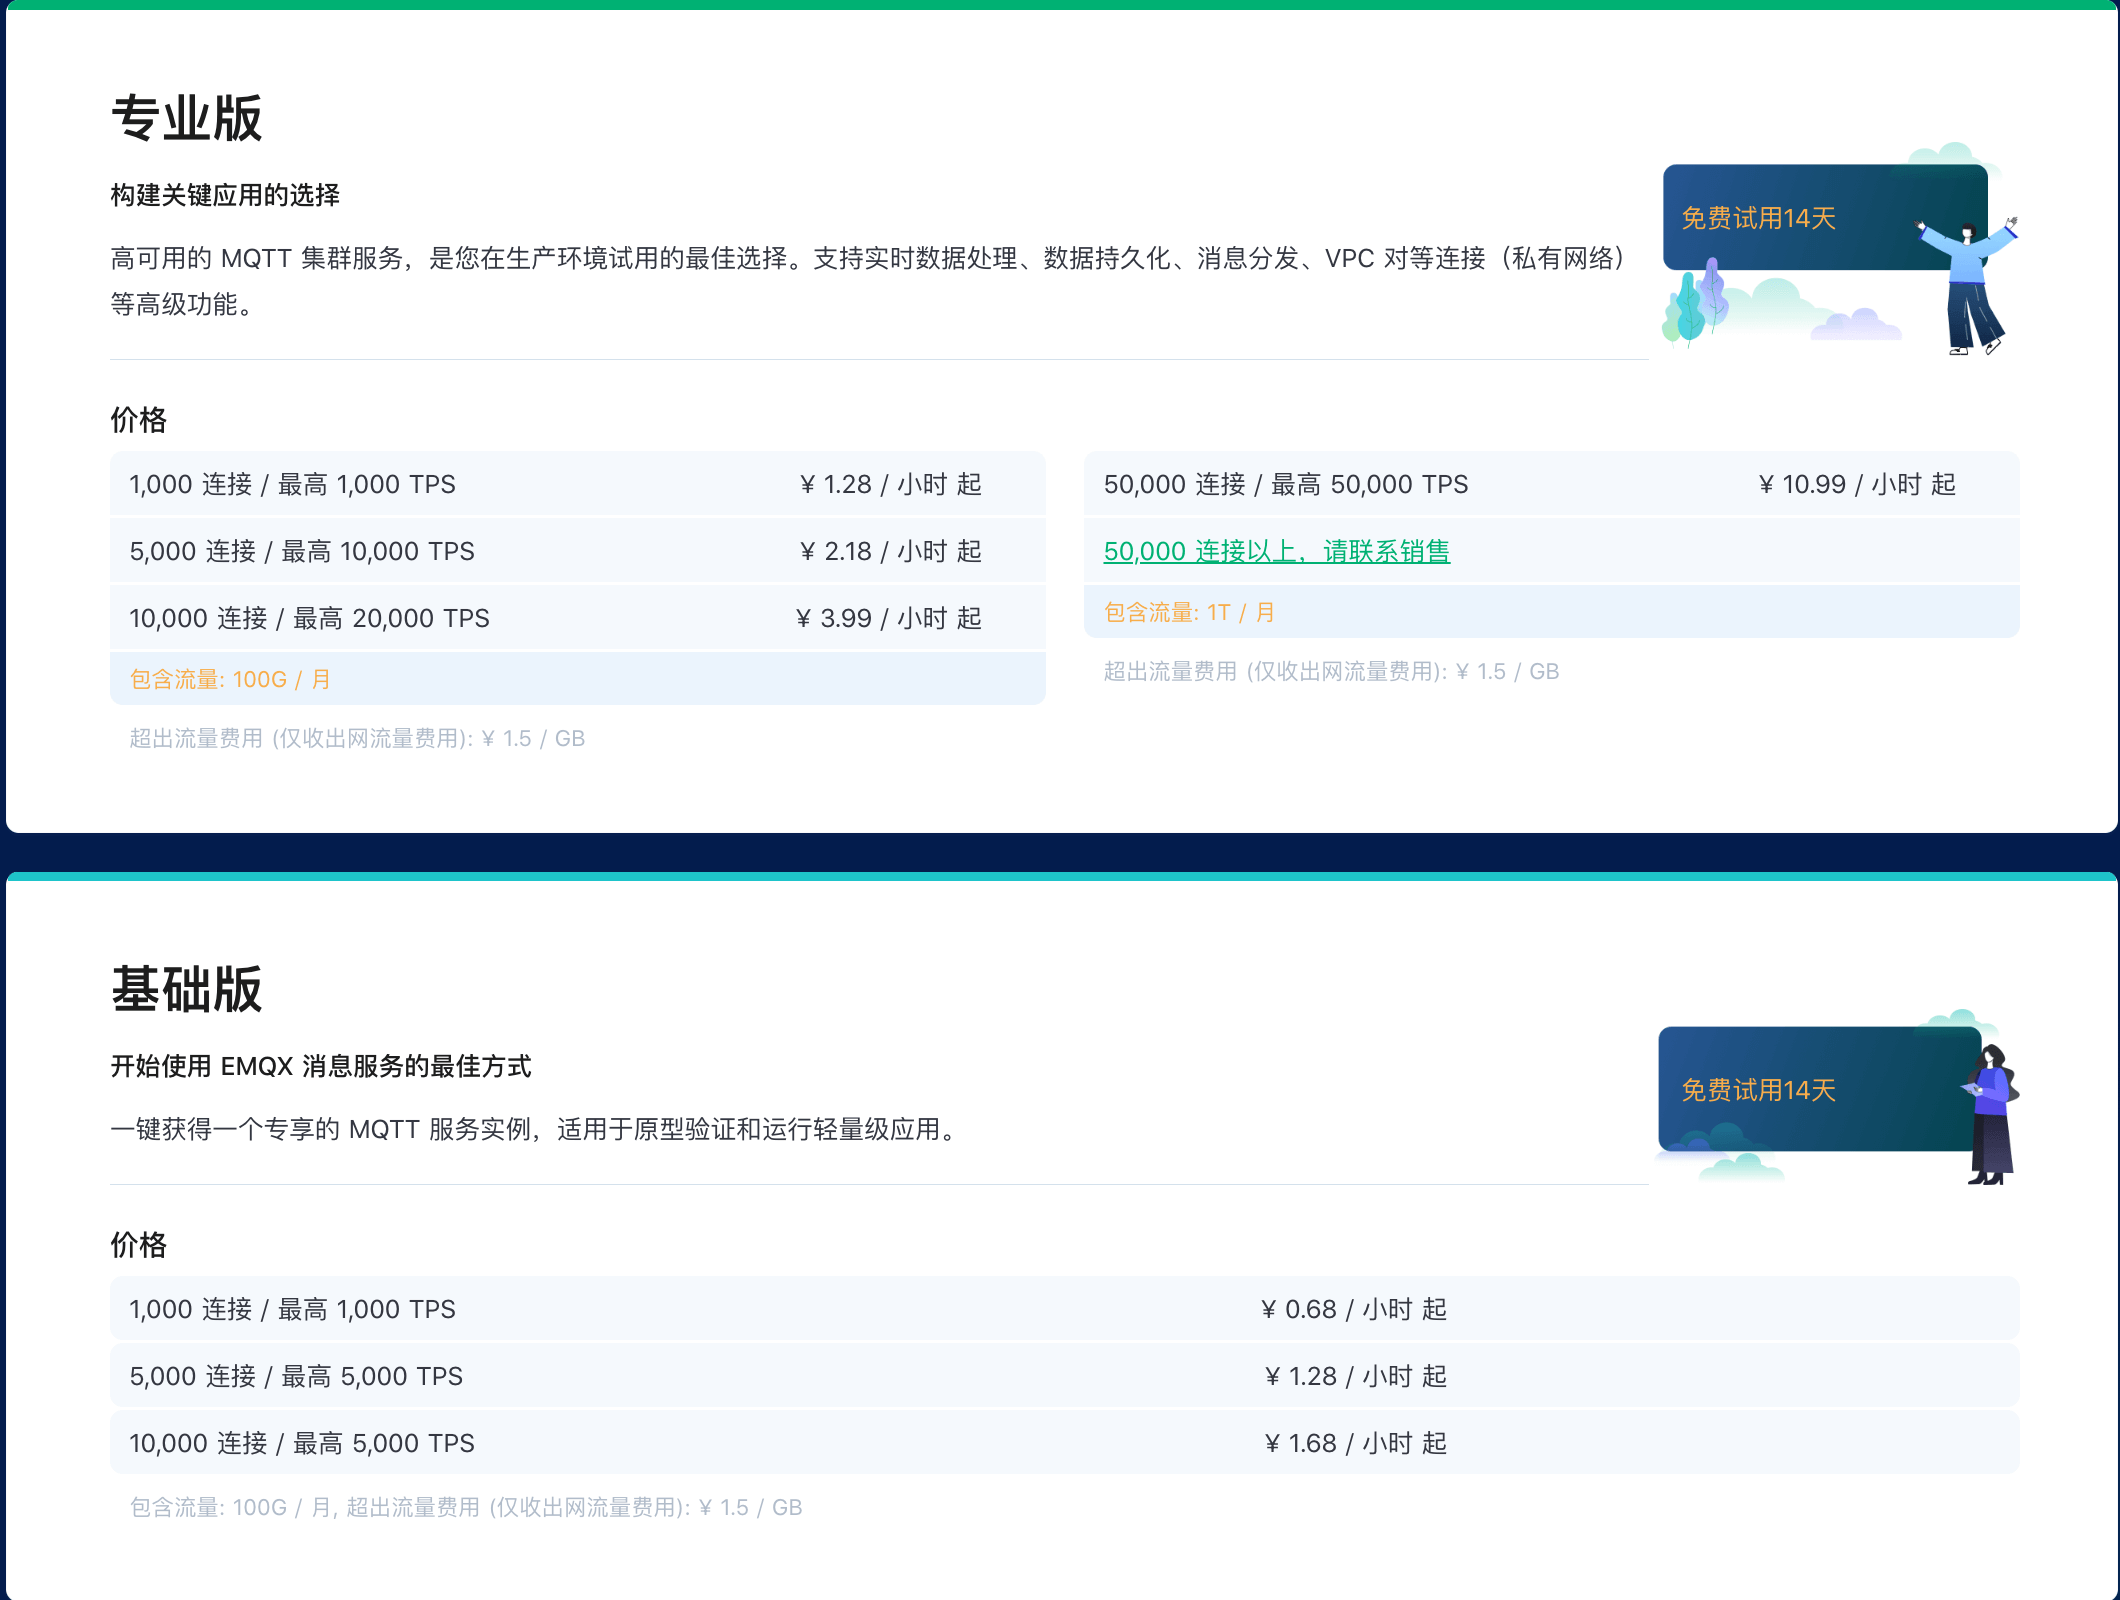 专业版
构建关键应用的选择
高可用的 MQTT 集群服务，是您在生产环境试用的最佳选择。支持实时数据处理、数据持久化、消息分发、VPC 对等连接（私有网络）
等高级功能。
免费试用14天
价格
1,000 连接 / 最高 1,000 TPS ¥ 1.28 / 小时 起
5,000 连接 / 最高 10,000 TPS ¥ 2.18 / 小时 起
10,000 连接 / 最高 20,000 TPS ¥ 3.99 / 小时 起
包含流量: 100G / 月
超出流量费用 (仅收出网流量费用): ¥ 1.5 / GB
50,000 连接 / 最高 50,000 TPS ¥ 10.99 / 小时 起
50,000 连接以上，请联系销售
包含流量: 1T / 月
超出流量费用 (仅收出网流量费用): ¥ 1.5 / GB
基础版
开始使用 EMQX 消息服务的最佳方式
一键获得一个专享的 MQTT 服务实例，适用于原型验证和运行轻量级应用。
免费试用14天
价格
1,000 连接 / 最高 1,000 TPS ¥ 0.68 / 小时 起
5,000 连接 / 最高 5,000 TPS ¥ 1.28 / 小时 起
10,000 连接 / 最高 5,000 TPS ¥ 1.68 / 小时 起
包含流量: 100G / 月, 超出流量费用 (仅收出网流量费用): ¥ 1.5 / GB